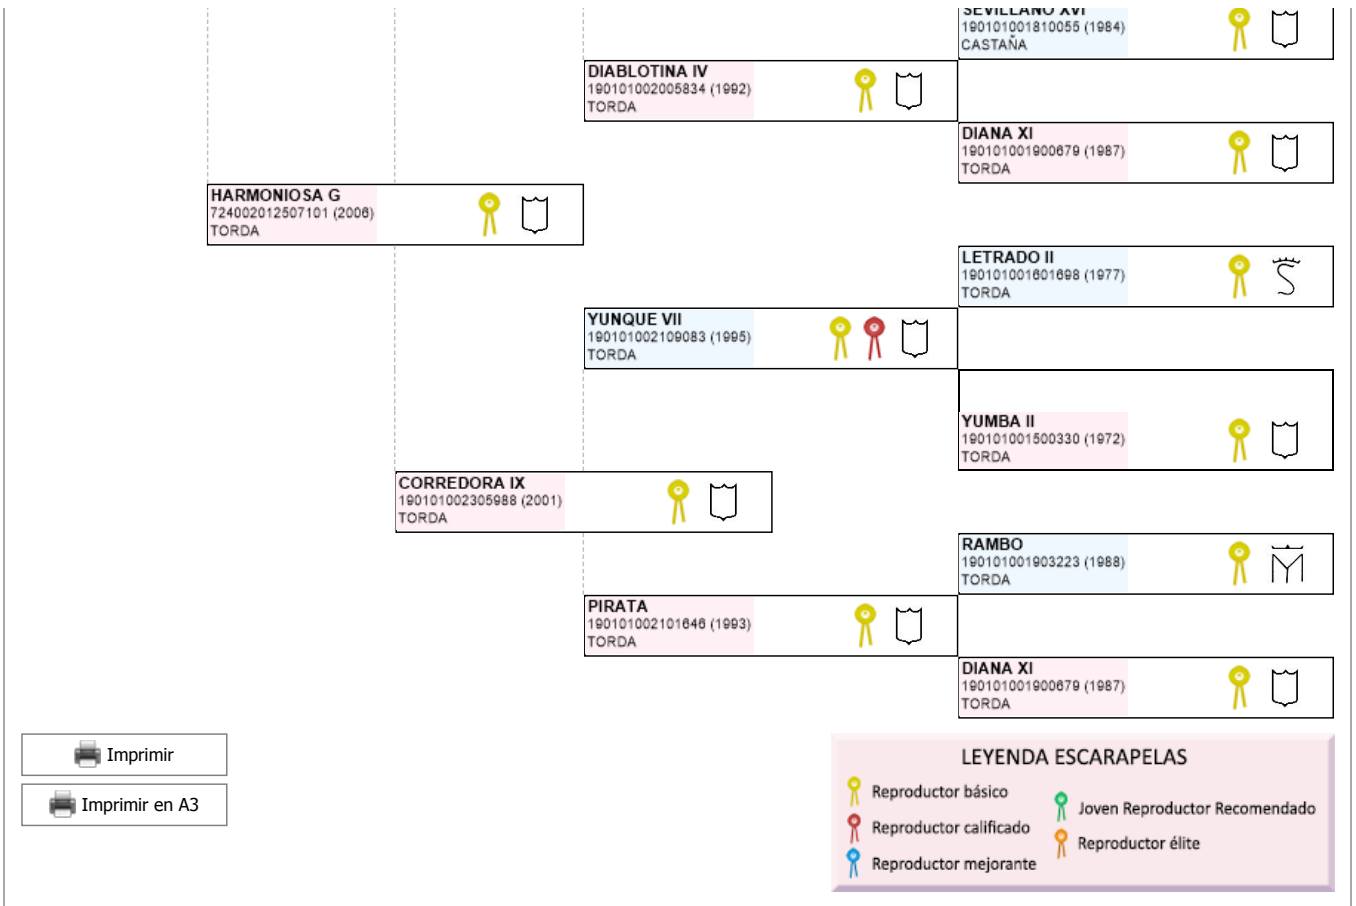 SEVILLANO XVI
190101001810055 (1984)
CASTAÑA
DIABLOTINA IV
190101002005834 (1992)
TORDA
DIANA XI
190101001900679 (1987)
TORDA
HARMONIOSA G
724002012507101 (2006)
TORDA
LETRADO II
190101001601698 (1977)
TORDA
YUNQUE VII
190101002109083 (1995)
TORDA
YUMBA II
190101001500330 (1972)
TORDA
CORREDORA IX
190101002305988 (2001)
TORDA
RAMBO
190101001903223 (1988)
TORDA
PIRATA
190101002101646 (1993)
TORDA
DIANA XI
190101001900679 (1987)
TORDA
Imprimir
Imprimir en A3
LEYENDA ESCARAPELAS
Reproductor básico
Reproductor calificado
Reproductor mejorante
Joven Reproductor Recomendado
Reproductor élite